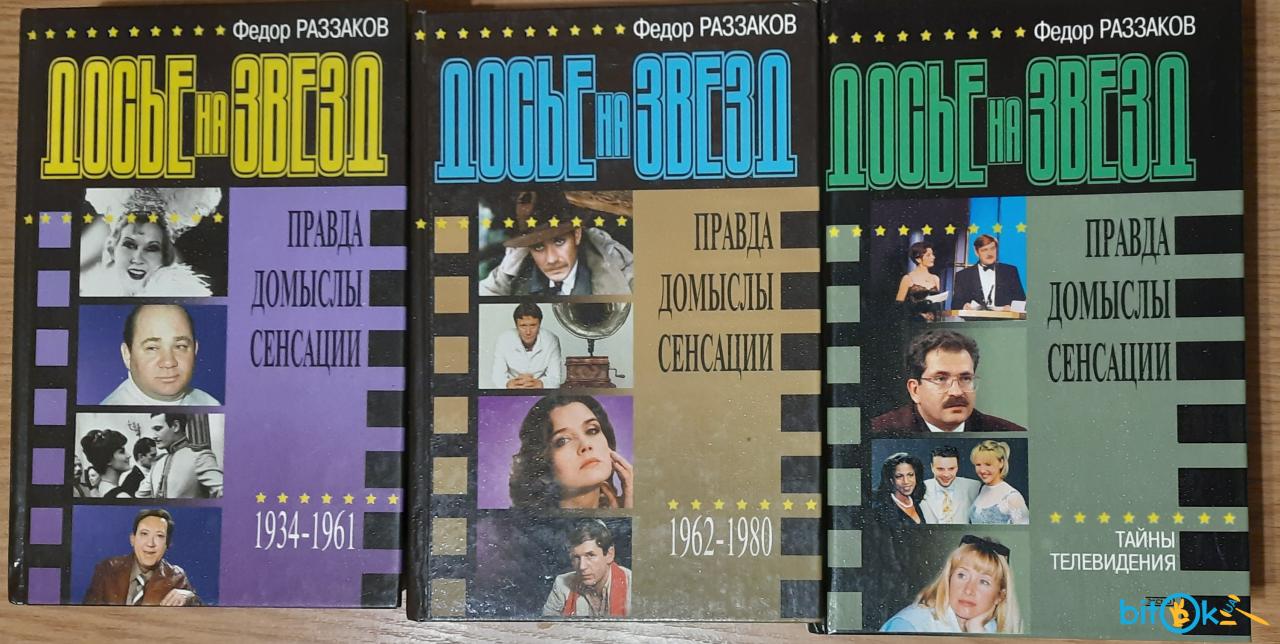 Федор РАЗЗАКОВ
ДОСЬЕ НА ЗВЕЗД
ПРАВДА
ДОМЫСЛЫ
СЕНСАЦИИ
1934-1961
Федор РАЗЗАКОВ
ДОСЬЕ НА ЗВЕЗД
ПРАВДА
ДОМЫСЛЫ
СЕНСАЦИИ
1962-1980
Федор РАЗЗАКОВ
ДОСЬЕ НА ЗВЕЗД
ПРАВДА
ДОМЫСЛЫ
СЕНСАЦИИ
ТАЙНЫ
ТЕЛЕВИДЕНИЯ
bitok UA